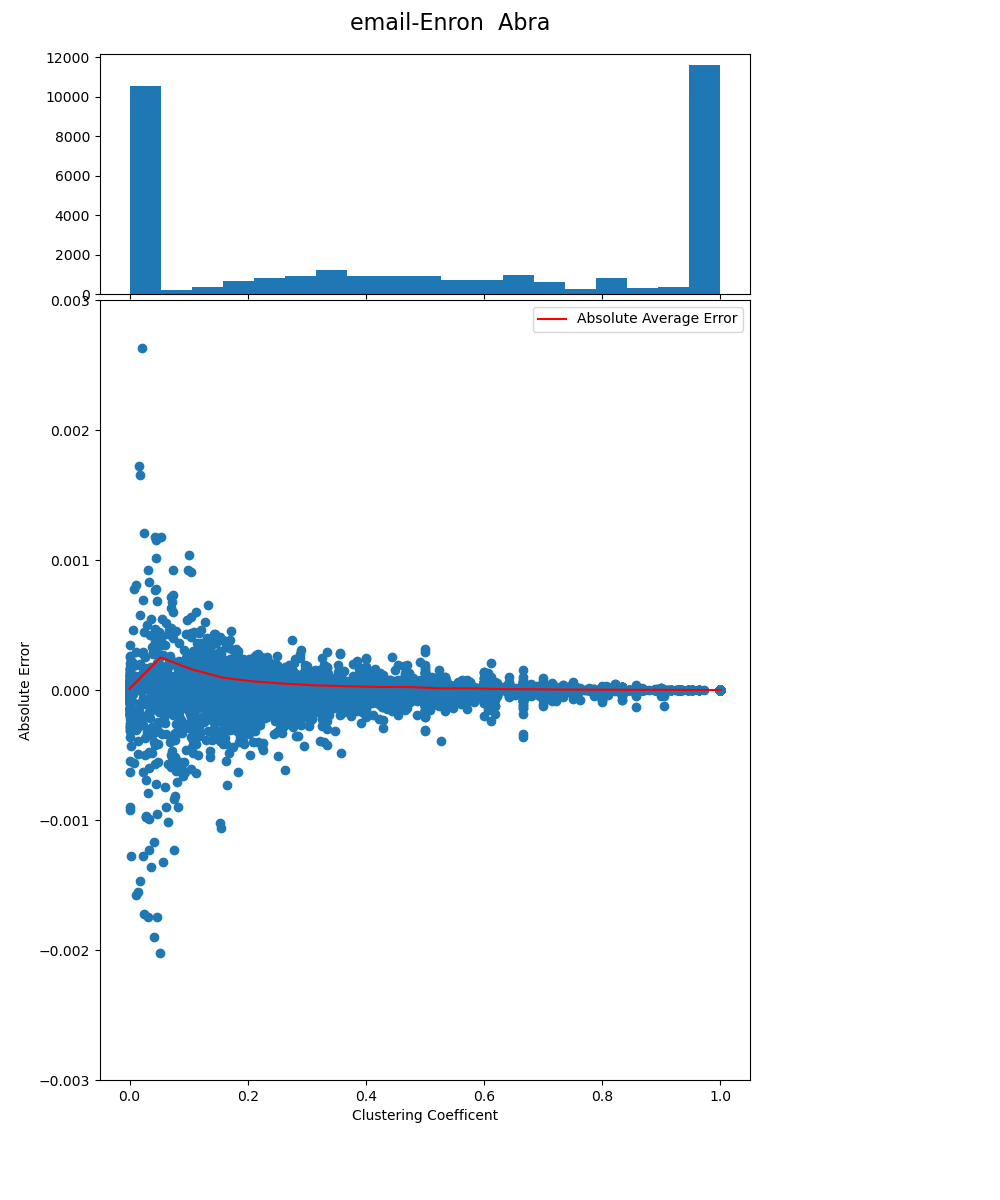 email-Enron  Abra
12000
10000
8000
6000
4000
2000
0
0.003
Absolute Average Error
0.002
0.001
0.000
−0.001
−0.002
−0.003
Absolute Error
0.0 0.2 0.4 0.6 0.8 1.0
Clustering Coefficent